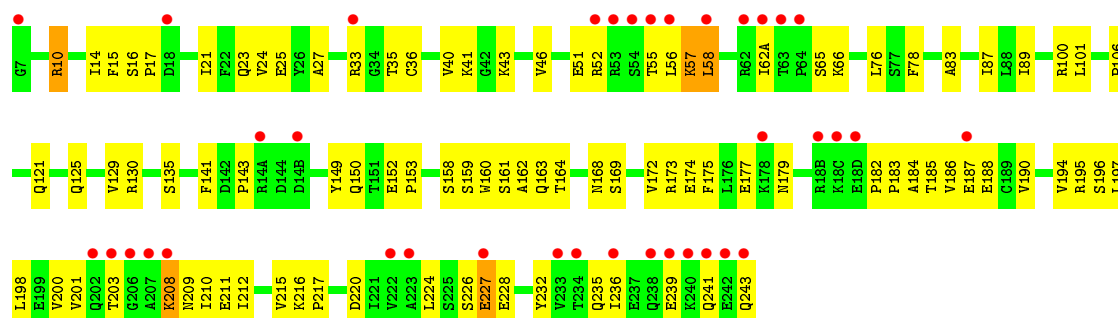 G7 R10 I14 F15 S16 P17 D18 I21 F22 Q23 V24 E25 Y26 A27 R33 G34 T35 C36 V40 K41 G42 K43 V46 E51 R52 R53 S54 T55 L56 K57 L58 R62 I62A T63 P64 S65 K66 L76 S77 F78 A83 I87 L88 I89 R100 L101
Q121 Q125 V129 R130 S135 F141 D142 P143 R14A D144 D14B Y149 Q150 T151 E152 P153 S158 S159 W160 S161 A162 Q163 T164 N168 S169 V172 R173 E174 F175 L176 E177 K178 N179 R18B K18C E18D P182 P183 A184 T185 V186 E187 E188 C189 V190 V194 R195 S196 L197
L198 E199 V200 V201 Q202 T203 G206 A207 K208 N209 I210 E211 I212 V215 K216 P217 D220 I221 V222 A223 L224 S225 S226 E227 E228 Y232 V233 T234 Q235 I236 E237 Q238 E239 K240 Q241 E242 Q243